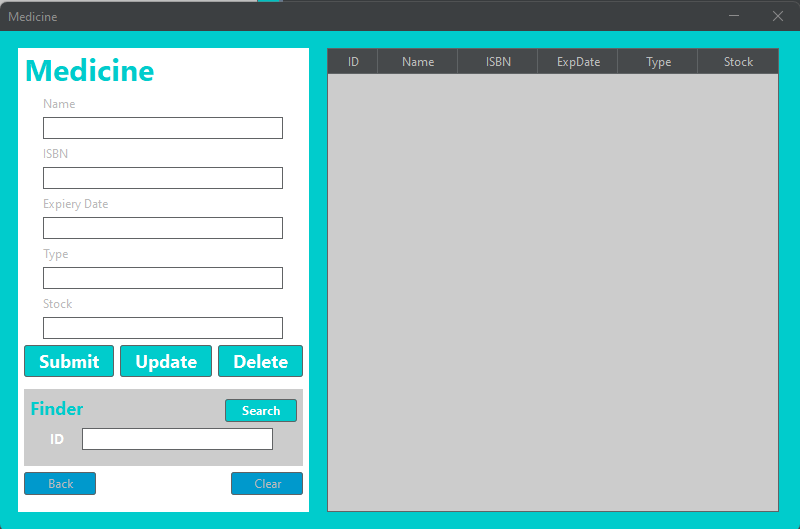 Medicine
Medicine
Name
ISBN
Expiery Date
Type
Stock
Submit Update Delete
Finder
Search
ID
Back Clear
ID Name ISBN ExpDate Type Stock